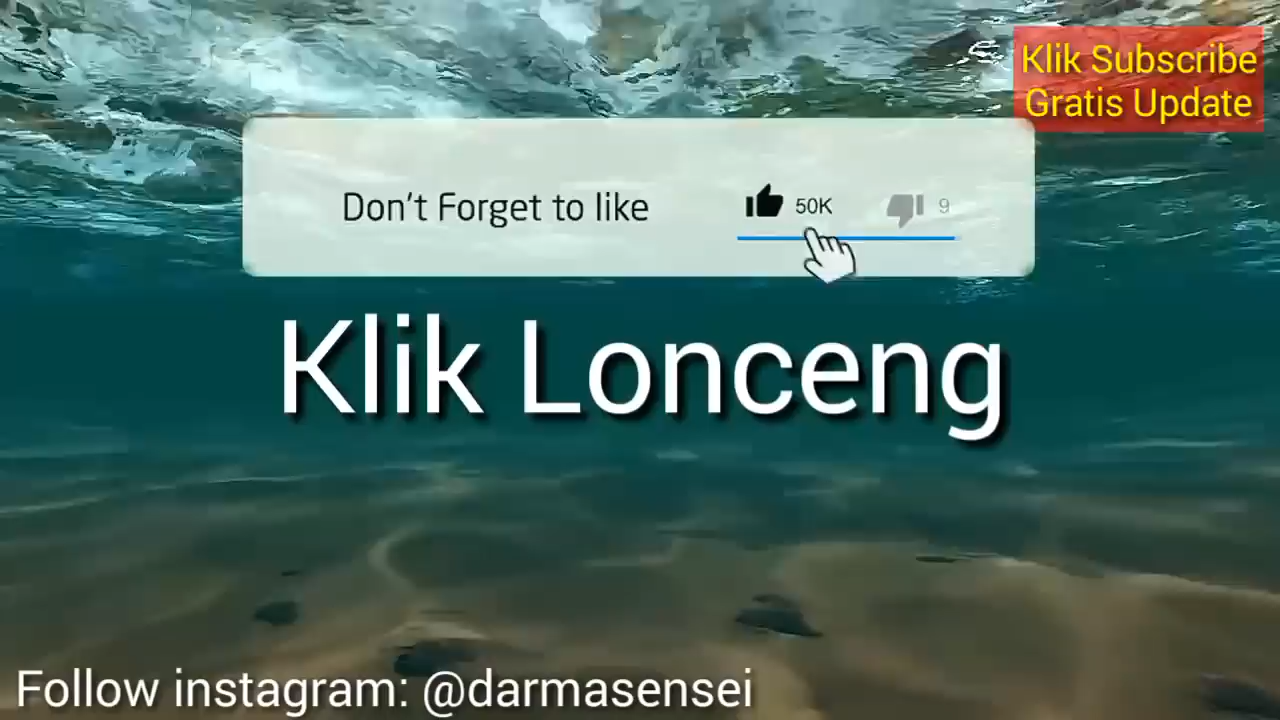 Klik Subscribe
Gratis Update
Don't Forget to like
50K
9
Klik Lonceng
Follow instagram: @darmasensei